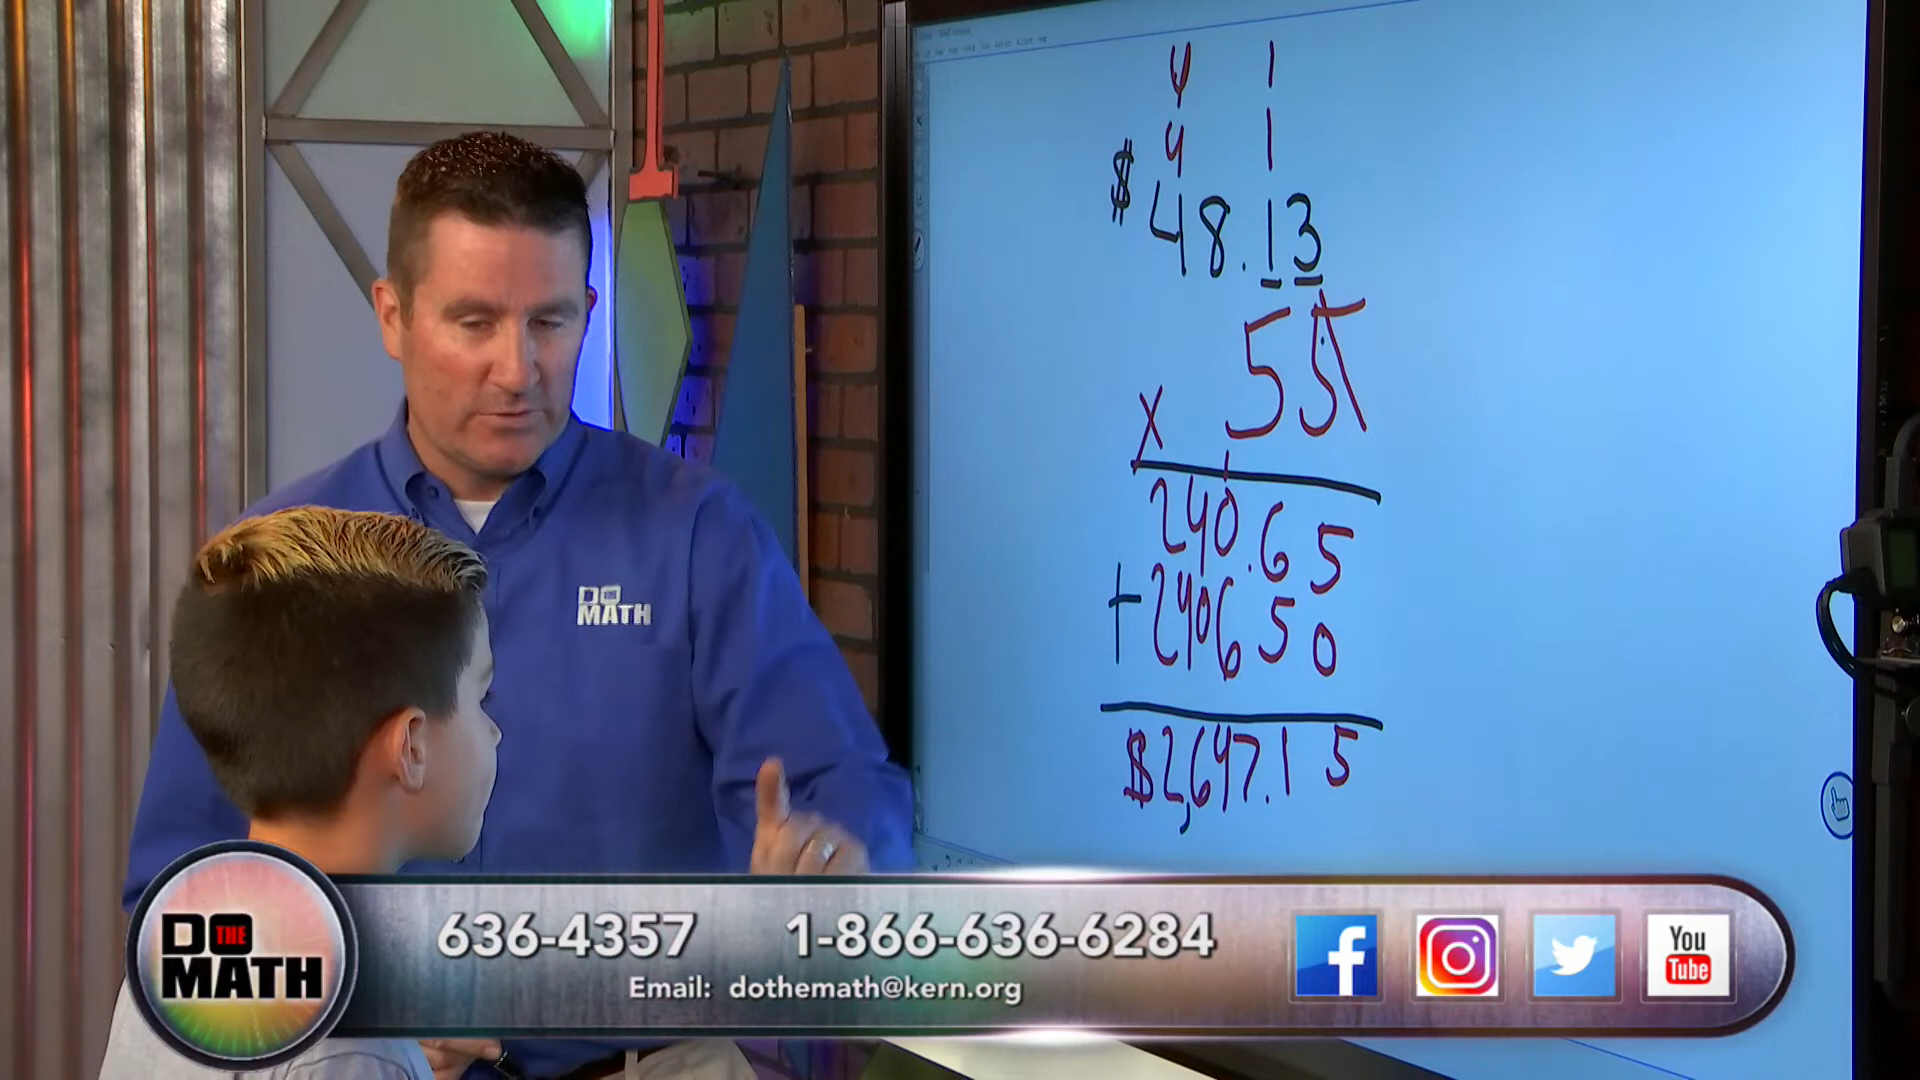 4 1
4 1
$ 48.13
x 55
1
240.65
+ 240650
$2,647.15
DO MATH
DO THE MATH
636-4357 1-866-636-6284
Email: dothemath@kern.org
f
You Tube